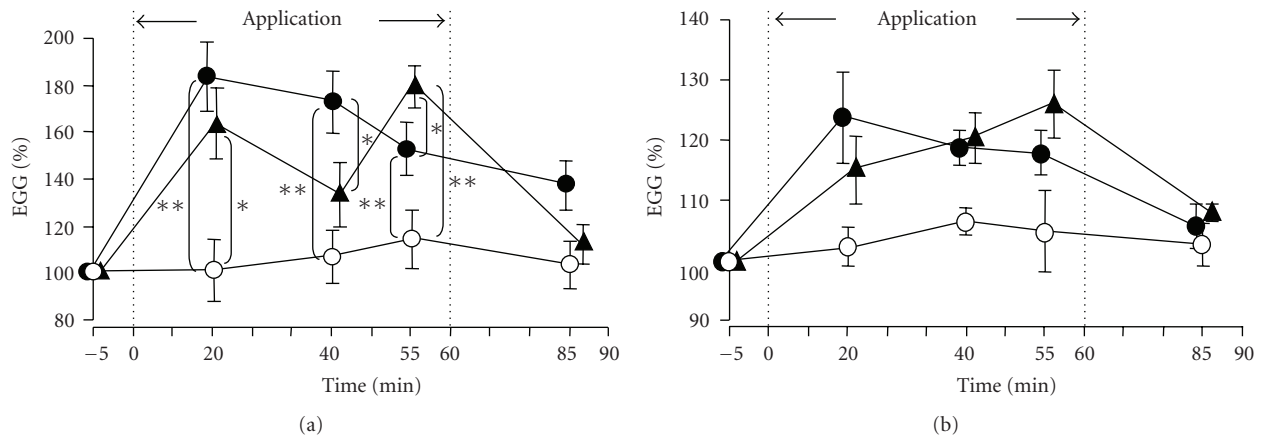 Application
EGG (%)
200
180
160
140
120
100
80
** * ** * ** * **
−5 0 20 40 55 60 85 90
Time (min)
(a)
Application
EGG (%)
140
130
120
110
100
90
−5 0 20 40 55 60 85 90
Time (min)
(b)